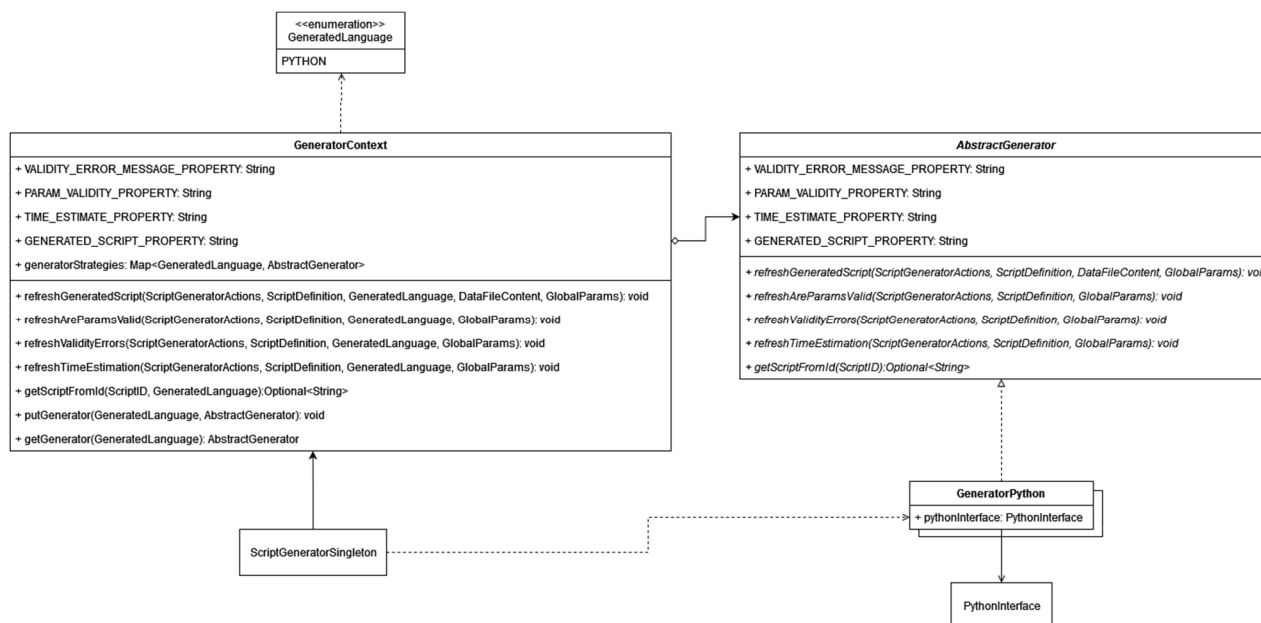 <<enumeration>>
GeneratedLanguage
PYTHON
GeneratorContext
+ VALIDITY_ERROR_MESSAGE_PROPERTY: String
+ PARAM_VALIDITY_PROPERTY: String
+ TIME_ESTIMATE_PROPERTY: String
+ GENERATED_SCRIPT_PROPERTY: String
+ generatorStrategies: Map<GeneratedLanguage, AbstractGenerator>
+ refreshGeneratedScript(ScriptGeneratorActions, ScriptDefinition, GeneratedLanguage, DataFileContent, GlobalParams): void
+ refreshAreParamsValid(ScriptGeneratorActions, ScriptDefinition, GeneratedLanguage, GlobalParams): void
+ refreshValidityErrors(ScriptGeneratorActions, ScriptDefinition, GeneratedLanguage, GlobalParams): void
+ refreshTimeEstimation(ScriptGeneratorActions, ScriptDefinition, GeneratedLanguage, GlobalParams): void
+ getScriptFromId(ScriptID, GeneratedLanguage):Optional<String>
+ putGenerator(GeneratedLanguage, AbstractGenerator): void
+ getGenerator(GeneratedLanguage): AbstractGenerator
AbstractGenerator
+ VALIDITY_ERROR_MESSAGE_PROPERTY: String
+ PARAM_VALIDITY_PROPERTY: String
+ TIME_ESTIMATE_PROPERTY: String
+ GENERATED_SCRIPT_PROPERTY: String
+ refreshGeneratedScript(ScriptGeneratorActions, ScriptDefinition, DataFileContent, GlobalParams): voi
+ refreshAreParamsValid(ScriptGeneratorActions, ScriptDefinition, GlobalParams): void
+ refreshValidityErrors(ScriptGeneratorActions, ScriptDefinition, GlobalParams): void
+ refreshTimeEstimation(ScriptGeneratorActions, ScriptDefinition, GlobalParams): void
+ getScriptFromId(ScriptID):Optional<String>
GeneratorPython
+ pythonInterface: PythonInterface
ScriptGeneratorSingleton
PythonInterface